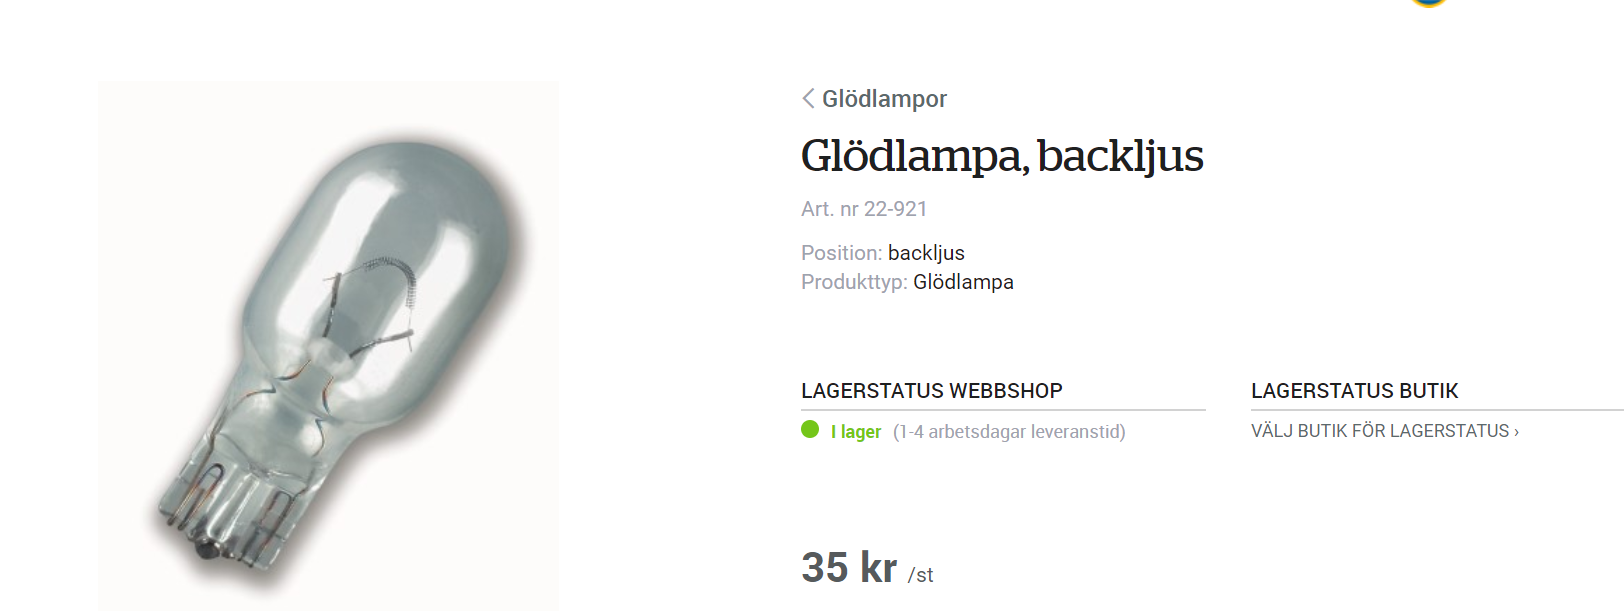 Glödlampor
Glödlampa, backljus
Art. nr 22-921
Position: backljus
Produkttyp: Glödlampa
LAGERSTATUS WEBBSHOP
I lager (1-4 arbetsdagar leveranstid)
LAGERSTATUS BUTIK
VÄLJ BUTIK FÖR LAGERSTATUS ›
35 kr /st